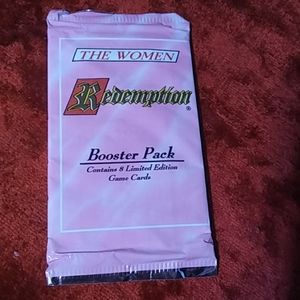 THE WOMEN
Redemption®
Booster Pack
Contains 8 Limited Edition
Game Cards